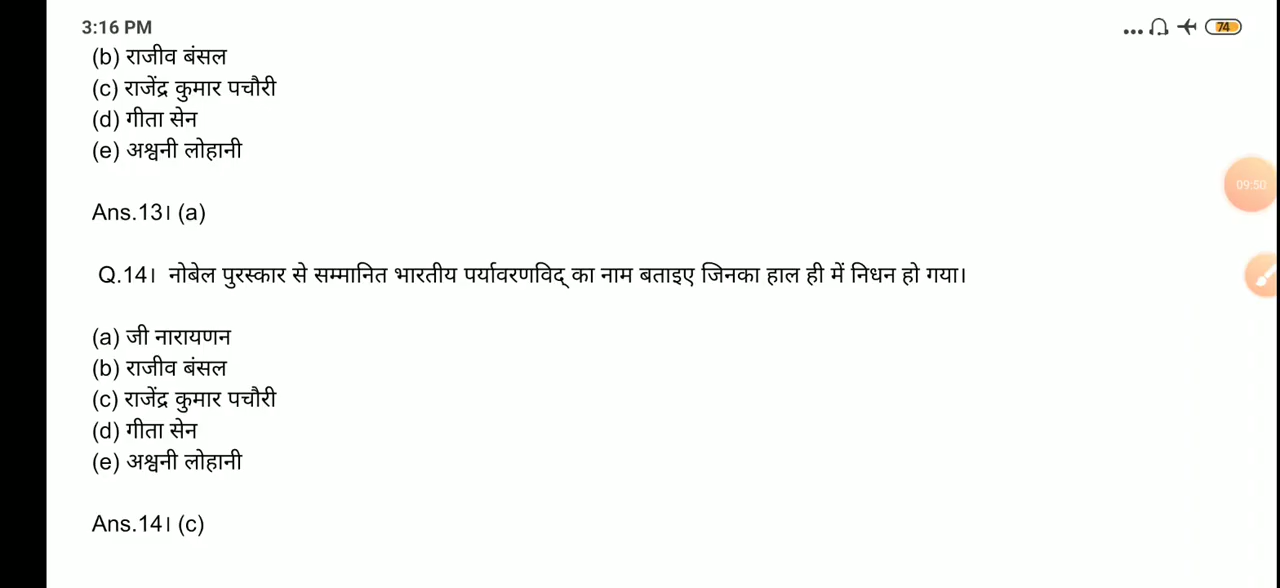 3:16 PM
74
(b) राजीव बंसल
(c) राजेंद्र कुमार पचौरी
(d) गीता सेन
(e) अश्वनी लोहानी
09:50
Ans.13। (a)
Q.14। नोबेल पुरस्कार से सम्मानित भारतीय पर्यावरणविद् का नाम बताइए जिनका हाल ही में निधन हो गया।
(a) जी नारायणन
(b) राजीव बंसल
(c) राजेंद्र कुमार पचौरी
(d) गीता सेन
(e) अश्वनी लोहानी
Ans.14। (c)